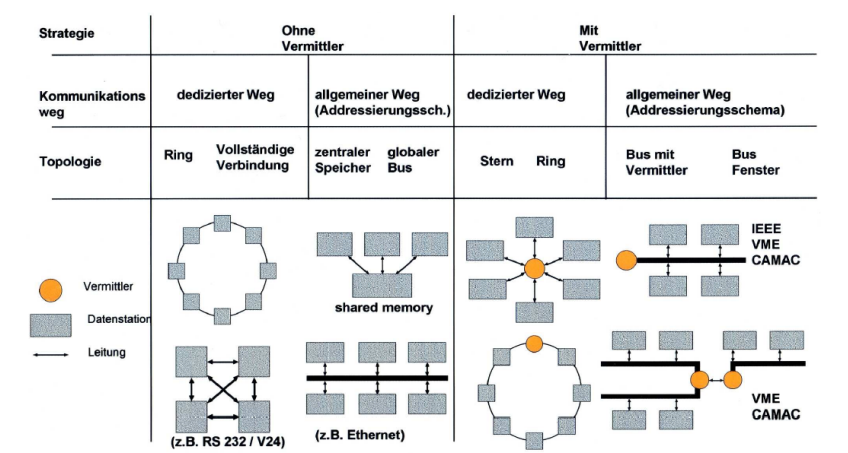 Strategie
Ohne
Vermittler
Mit
Vermittler
Kommunikations
weg
dedizierter Weg
allgemeiner Weg
(Addressierungssch.)
dedizierter Weg
allgemeiner Weg
(Addressierungsschema)
Topologie
Ring
Vollständige
Verbindung
zentraler
Speicher
globaler
Bus
Stern
Ring
Bus mit
Vermittler
Bus
Fenster
IEEE
VME
CAMAC
Vermittler
Datenstation
Leitung
shared memory
(z.B. RS 232 / V24)
(z.B. Ethernet)
VME
CAMAC